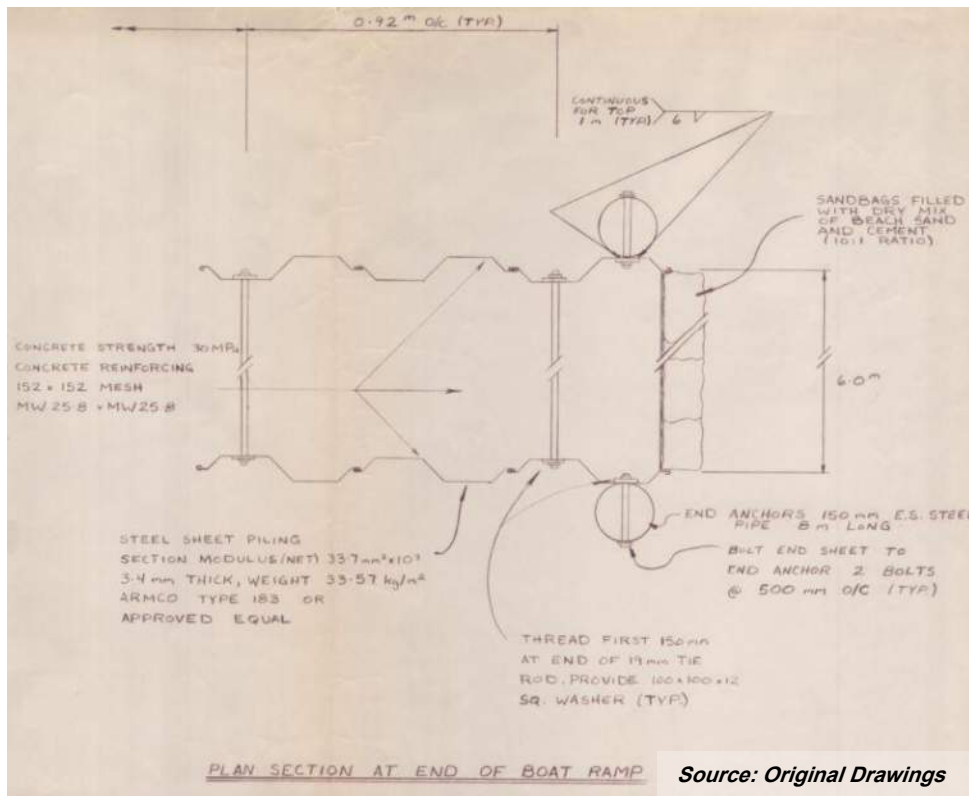 0.92 m O/C (TYP.)
CONTINUOUS
FOR TOP
1 m (TYP.)
6
SANDBAGS FILLED
WITH DRY MIX
OF BEACH SAND
AND CEMENT
(10:1 RATIO)
CONCRETE STRENGTH 30 MPa
CONCRETE REINFORCING
152 x 152 MESH
MW 25.8 x MW 25.8
6.0 m
STEEL SHEET PILING
SECTION MODULUS (NET) 33.7 mm³ x 10³
3.4 mm THICK, WEIGHT 33.57 kg/m²
ARMCO TYPE 183 OR
APPROVED EQUAL
END ANCHORS 150 mm E.S. STEEL
PIPE 8 m LONG
BOLT END SHEET TO
END ANCHOR 2 BOLTS
@ 500 mm O/C (TYP.)
THREAD FIRST 150 mm
AT END OF 19 mm TIE
ROD. PROVIDE 100 x 100 x 12
SQ. WASHER (TYP.)
PLAN SECTION AT END OF BOAT RAMP
Source: Original Drawings